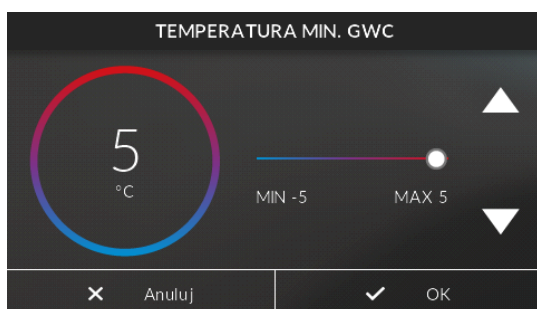 TEMPERATURA MIN. GWC
5
°C
MIN -5 MAX 5
Anuluj OK